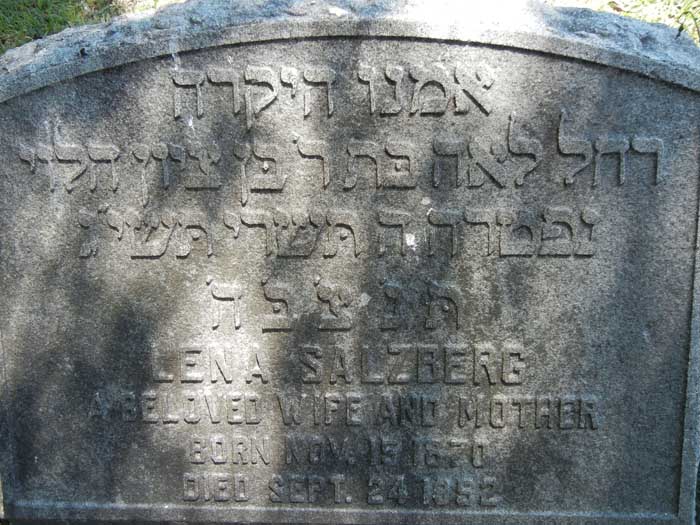 אמנו היקרה
רחל לאה בת ר' בן ציון הלוי
נפטרה ה תשרי תשי"ג
ת' נ' צ' ב' ה'
LENA SALZBERG
A BELOVED WIFE AND MOTHER
BORN NOV. 15 1870
DIED SEPT. 24 1952